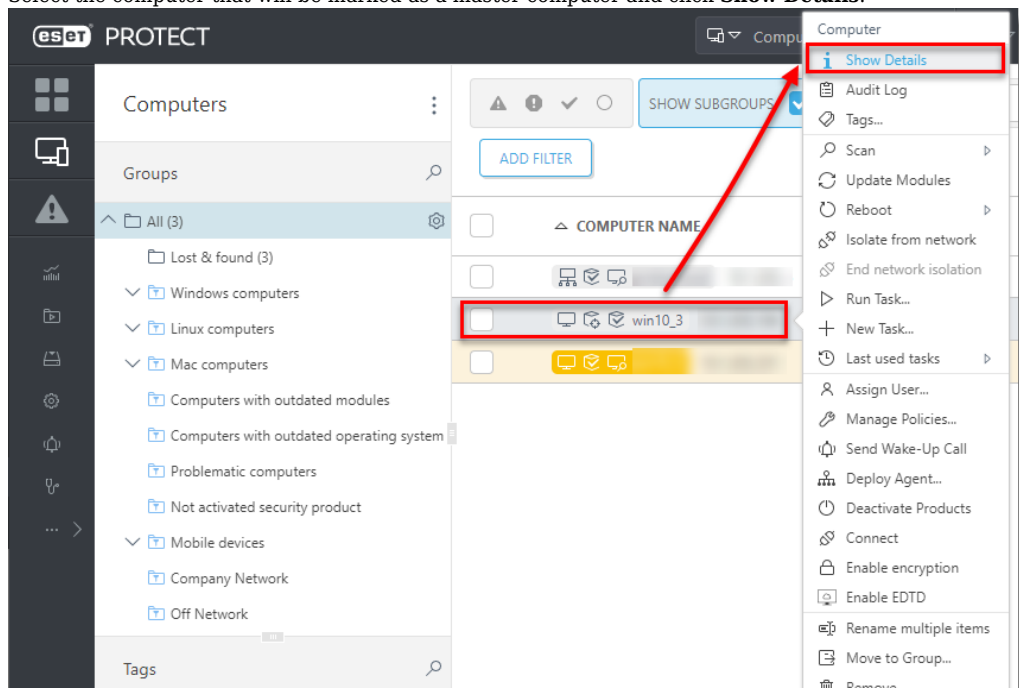 Select the computer that will be marked as a master computer and click Show Details.
eset PROTECT
Compu
Computers
SHOW SUBGROUPS
ADD FILTER
Groups
All (3)
Lost & found (3)
Windows computers
Linux computers
Mac computers
Computers with outdated modules
Computers with outdated operating system
Problematic computers
Not activated security product
Mobile devices
Company Network
Off Network
Tags
COMPUTER NAME
win10_3
Computer
Show Details
Audit Log
Tags...
Scan
Update Modules
Reboot
Isolate from network
End network isolation
Run Task...
New Task...
Last used tasks
Assign User...
Manage Policies...
Send Wake-Up Call
Deploy Agent...
Deactivate Products
Connect
Enable encryption
Enable EDTD
Rename multiple items
Move to Group...
Remove